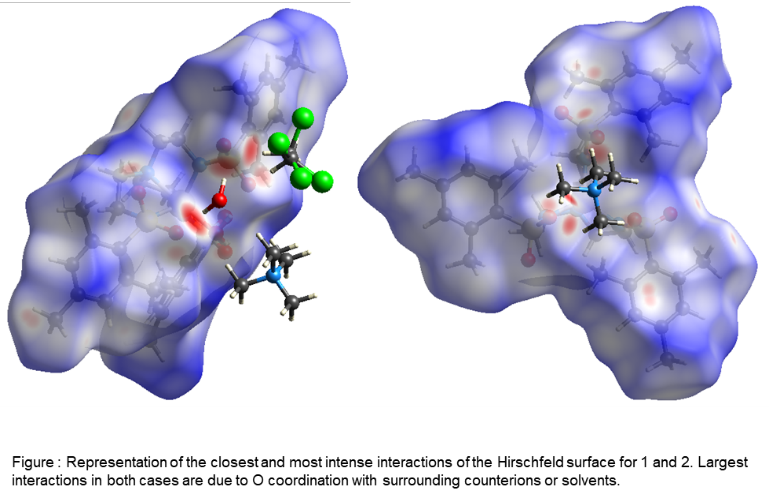 Figure : Representation of the closest and most intense interactions of the Hirschfeld surface for 1 and 2. Largest
interactions in both cases are due to O coordination with surrounding counterions or solvents.